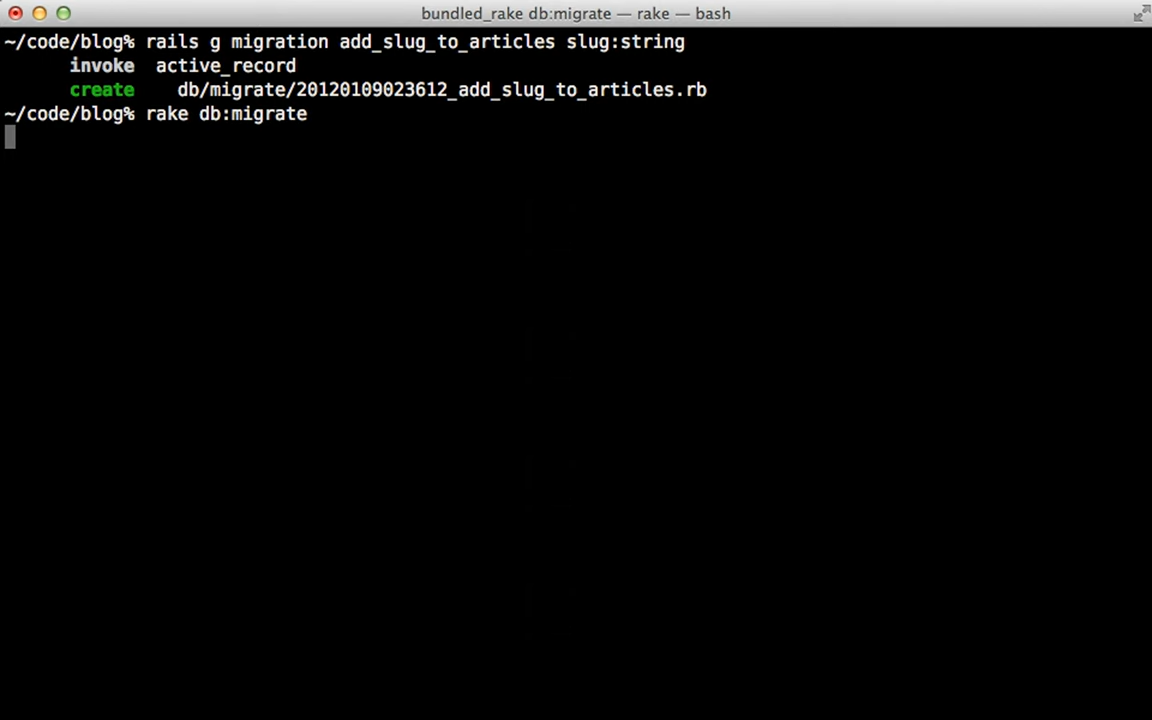 bundled_rake db:migrate — rake — bash
~/code/blog% rails g migration add_slug_to_articles slug:string
invoke active_record
create db/migrate/20120109023612_add_slug_to_articles.rb
~/code/blog% rake db:migrate